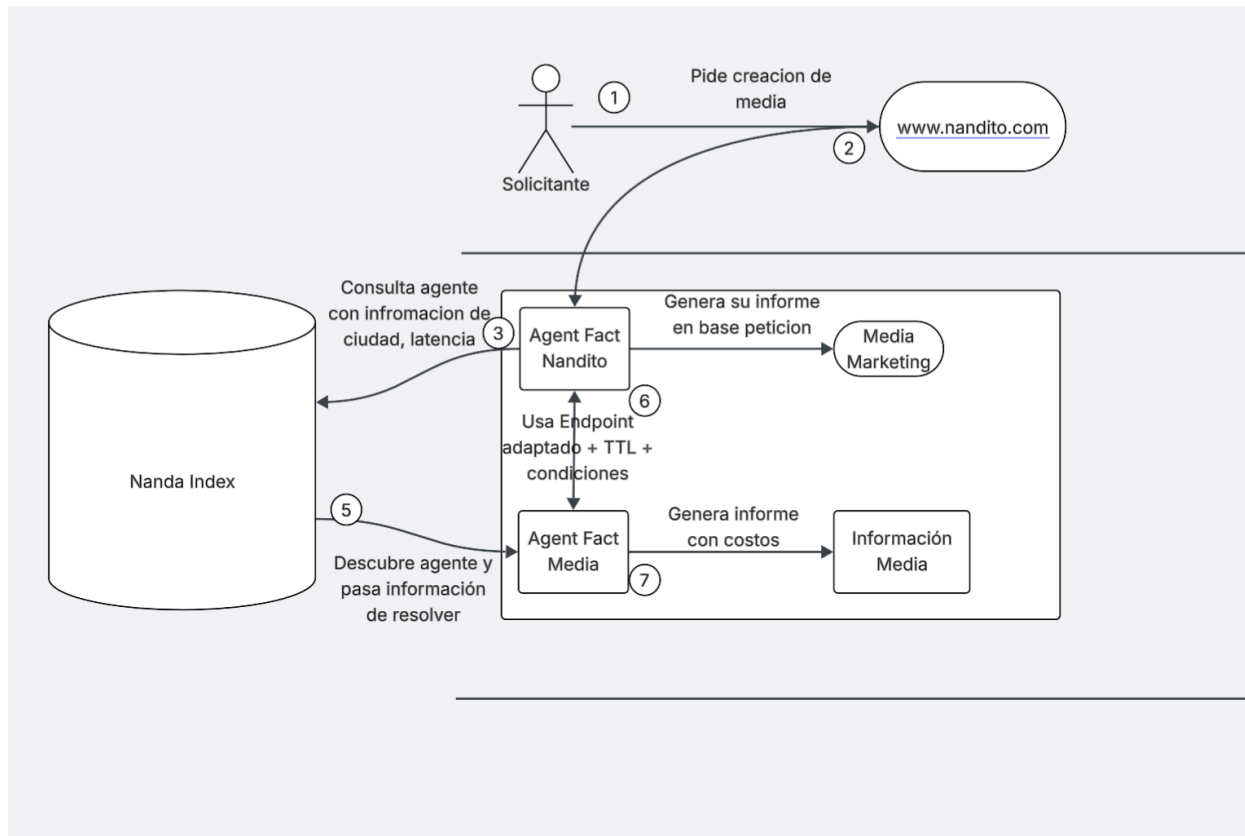 1
Pide creacion de
media
www.nandito.com
2
Solicitante
Consulta agente
con infromacion de
ciudad, latencia
3
Agent Fact
Nandito
Genera su informe
en base peticion
Media
Marketing
6
Usa Endpoint
adaptado + TTL +
condiciones
Nanda Index
5
Descubre agente y
pasa información
de resolver
Agent Fact
Media
7
Genera informe
con costos
Información
Media